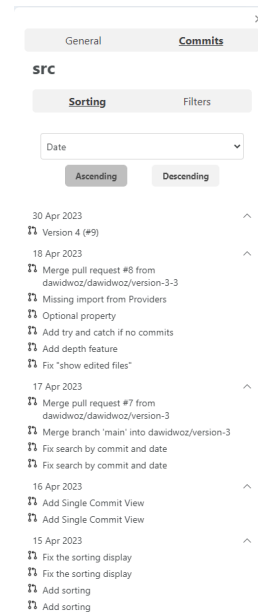 General Commits
src
Sorting Filters
Date
Ascending Descending
30 Apr 2023
Version 4 (#9)
18 Apr 2023
Merge pull request #8 from
dawidwoz/dawidwoz/version-3-3
Missing import from Providers
Optional property
Add try and catch if no commits
Add depth feature
Fix "show edited files"
17 Apr 2023
Merge pull request #7 from
dawidwoz/dawidwoz/version-3
Merge branch 'main' into dawidwoz/version-3
Fix search by commit and date
Fix search by commit and date
16 Apr 2023
Add Single Commit View
Add Single Commit View
15 Apr 2023
Fix the sorting display
Fix the sorting display
Add sorting
Add sorting